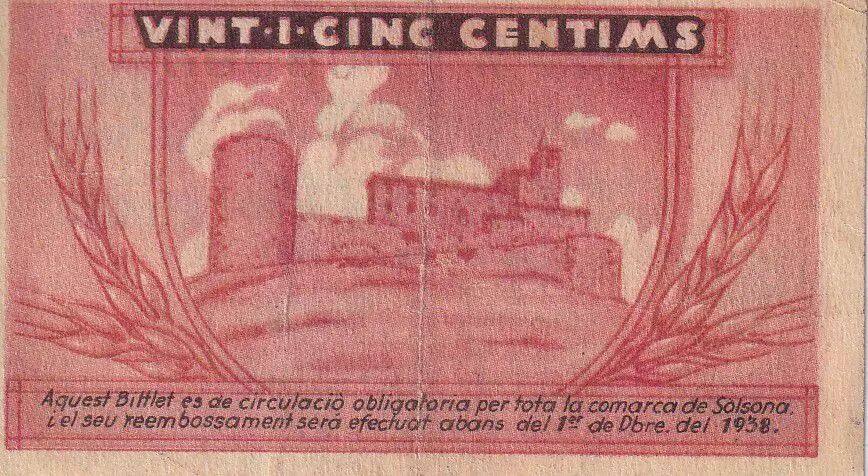 VINT·I·CINC CENTIMS
Aquest Bitllet es de circulació obligatoria per tota la comarca de Solsona.
i el seu reembossament será efectuat abans del 1er de Dbre. del 1938.